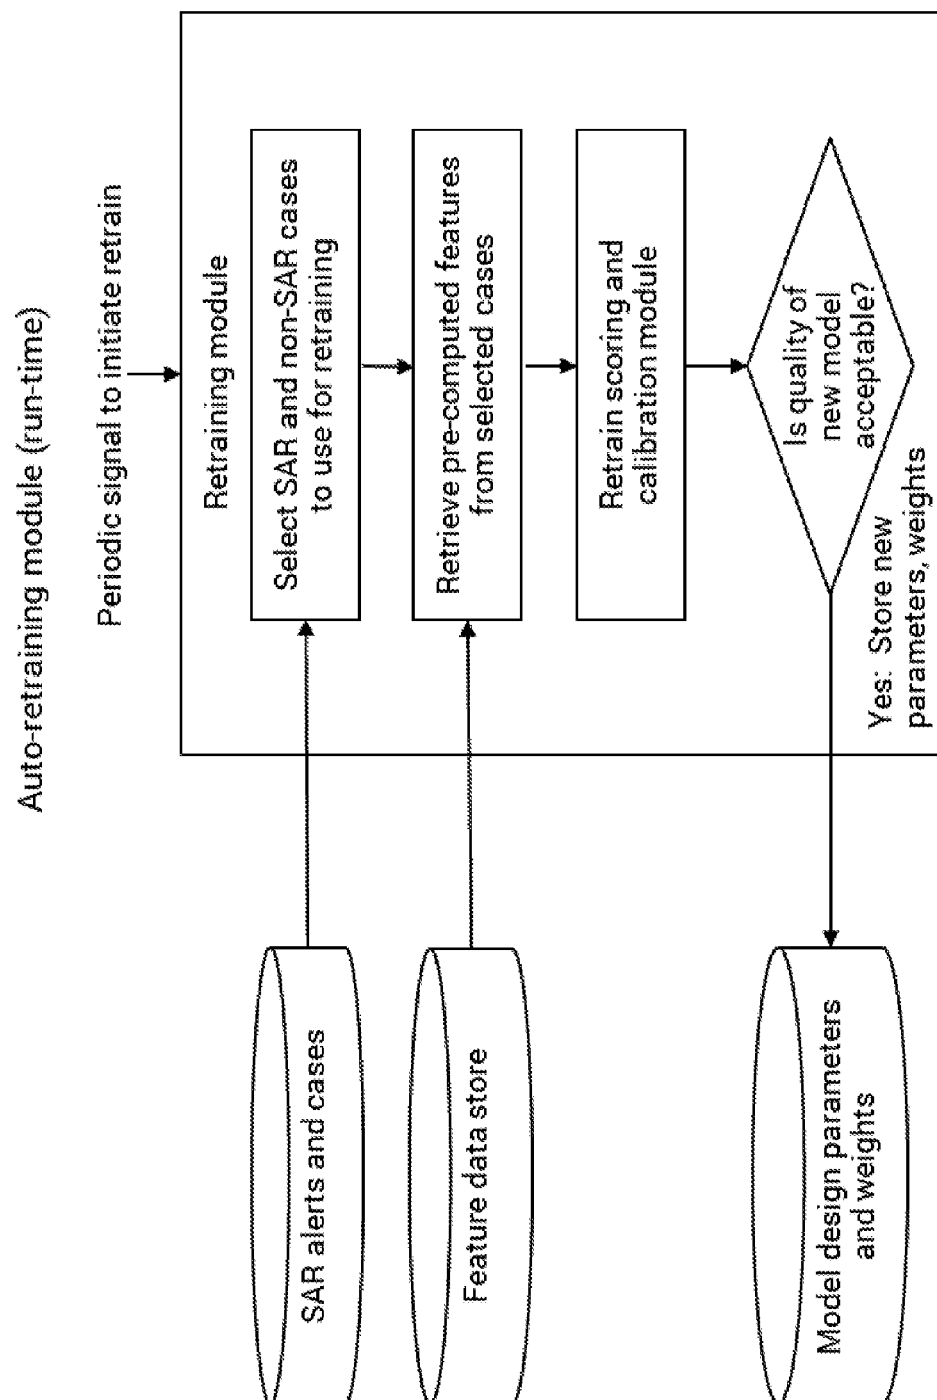 Auto-retraining module (run-time)
Periodic signal to initiate retrain
Retraining module
SAR alerts and cases
Select SAR and non-SAR cases
to use for retraining
Feature data store
Retrieve pre-computed features
from selected cases
Retrain scoring and
calibration module
Is quality of
new model
acceptable?
Yes: Store new
parameters, weights
Model design parameters
and weights